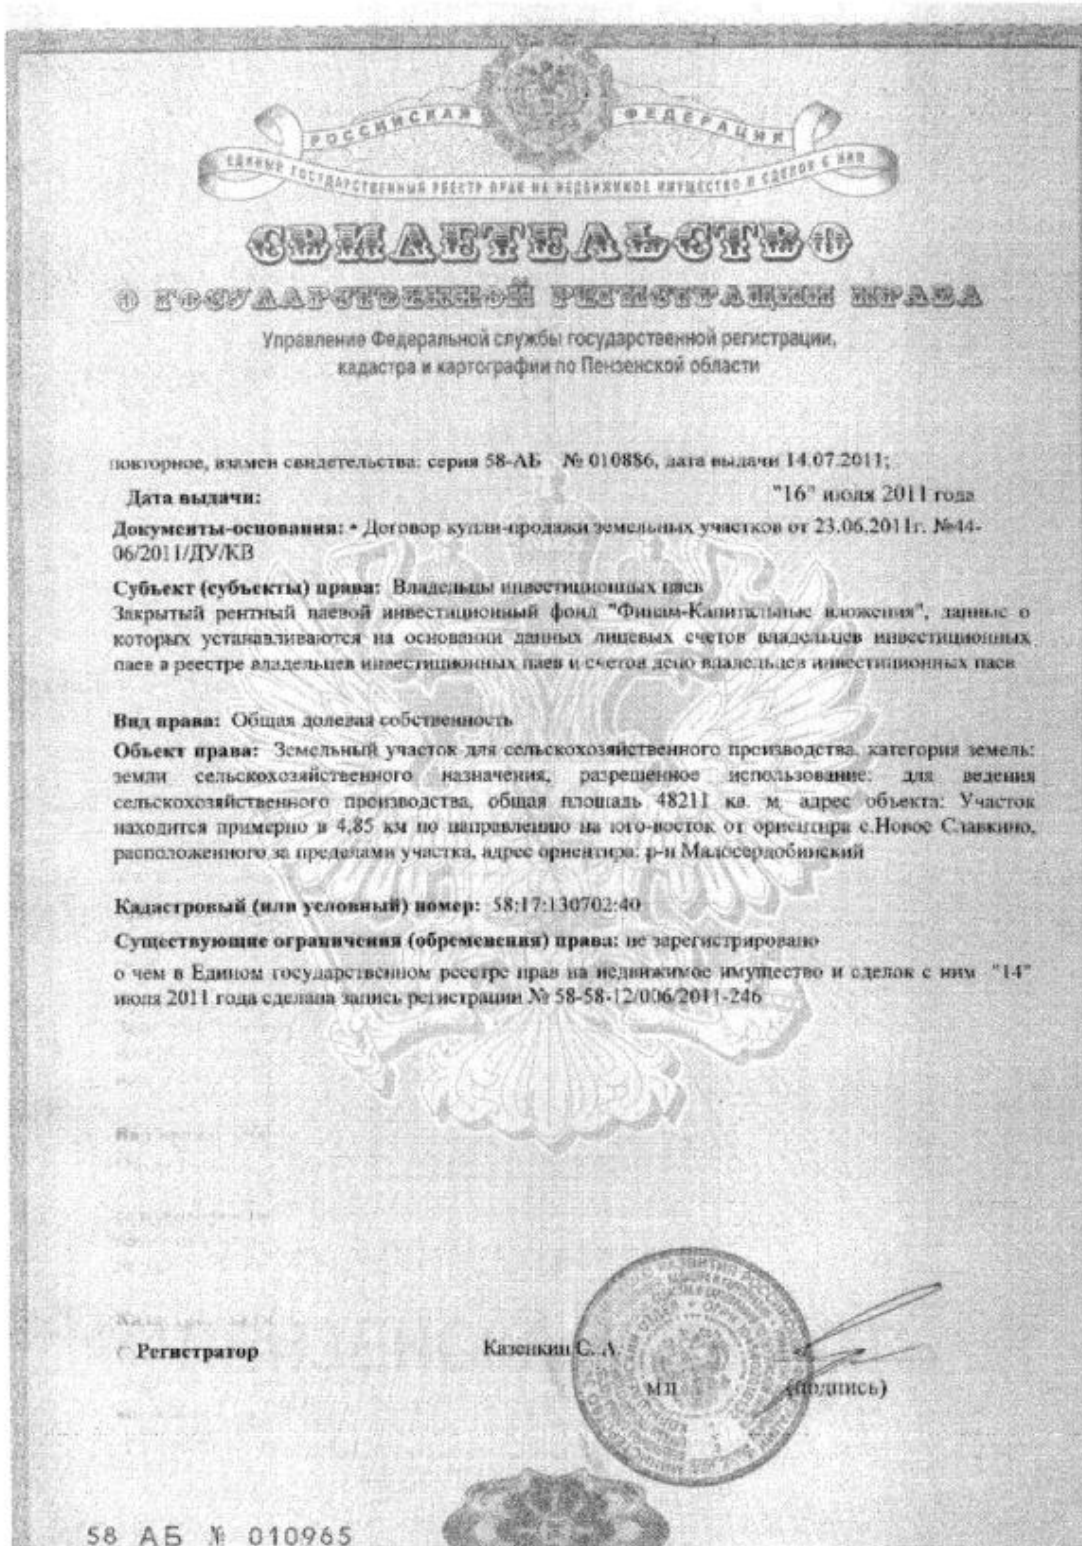 РОССИЙСКАЯ ФЕДЕРАЦИЯ
ЕДИНЫЙ ГОСУДАРСТВЕННЫЙ РЕЕСТР ПРАВ НА НЕДВИЖИМОЕ ИМУЩЕСТВО И СДЕЛОК С НИМ
СВИДЕТЕЛЬСТВО
О ГОСУДАРСТВЕННОЙ РЕГИСТРАЦИИ ПРАВА
Управление Федеральной службы государственной регистрации,
кадастра и картографии по Пензенской области
повторное, взамен свидетельства: серия 58-АБ № 010886, дата выдачи 14.07.2011;
Дата выдачи: "16" июля 2011 года
Документы-основания: • Договор купли-продажи земельных участков от 23.06.2011г. №44-
06/2011/ДУ/КВ
Субъект (субъекты) права: Владельцы инвестиционных паев
Закрытый рентный паевой инвестиционный фонд "Финам-Капитальные вложения", данные о
которых устанавливаются на основании данных лицевых счетов владельцев инвестиционных
паев в реестре владельцев инвестиционных паев и счетов депо владельцев инвестиционных паев
Вид права: Общая долевая собственность
Объект права: Земельный участок для сельскохозяйственного производства, категория земель:
земли сельскохозяйственного назначения, разрешенное использование: для ведения
сельскохозяйственного производства, общая площадь 48211 кв. м, адрес объекта: Участок
находится примерно в 4,85 км по направлению на юго-восток от ориентира с.Новое Славкино,
расположенного за пределами участка, адрес ориентира: р-н Малосердобинский
Кадастровый (или условный) номер: 58:17:130702:40
Существующие ограничения (обременения) права: не зарегистрировано
о чем в Едином государственном реестре прав на недвижимое имущество и сделок с ним "14"
июля 2011 года сделана запись регистрации № 58-58-12/006/2011-246
Регистратор Казенкин С. А.
М.П. (подпись)
58 АБ № 010965